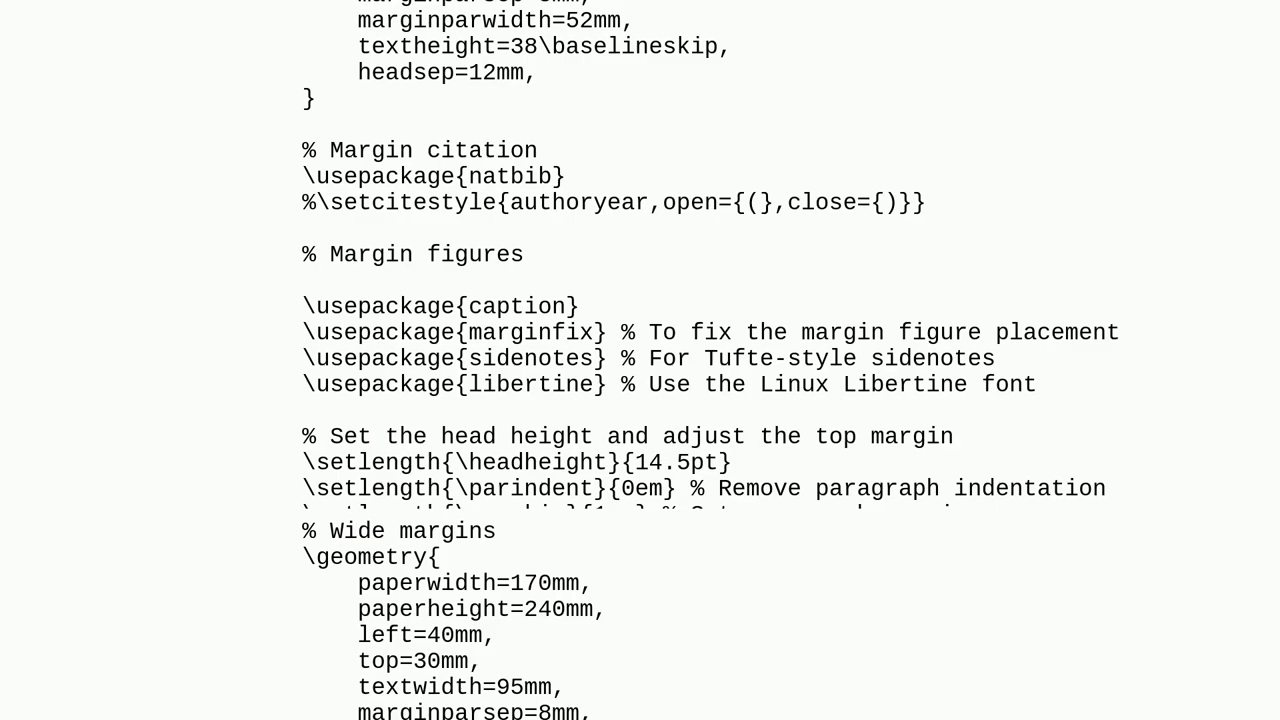 marginparsep=8mm,
    marginparwidth=52mm,
    textheight=38\baselineskip,
    headsep=12mm,
}

% Margin citation
\usepackage{natbib}
%\setcitestyle{authoryear,open={(},close={)}}

% Margin figures

\usepackage{caption}
\usepackage{marginfix} % To fix the margin figure placement
\usepackage{sidenotes} % For Tufte-style sidenotes
\usepackage{libertine} % Use the Linux Libertine font

% Set the head height and adjust the top margin
\setlength{\headheight}{14.5pt}
\setlength{\parindent}{0em} % Remove paragraph indentation
% Wide margins
\geometry{
    paperwidth=170mm,
    paperheight=240mm,
    left=40mm,
    top=30mm,
    textwidth=95mm,
    marginparsep=8mm,